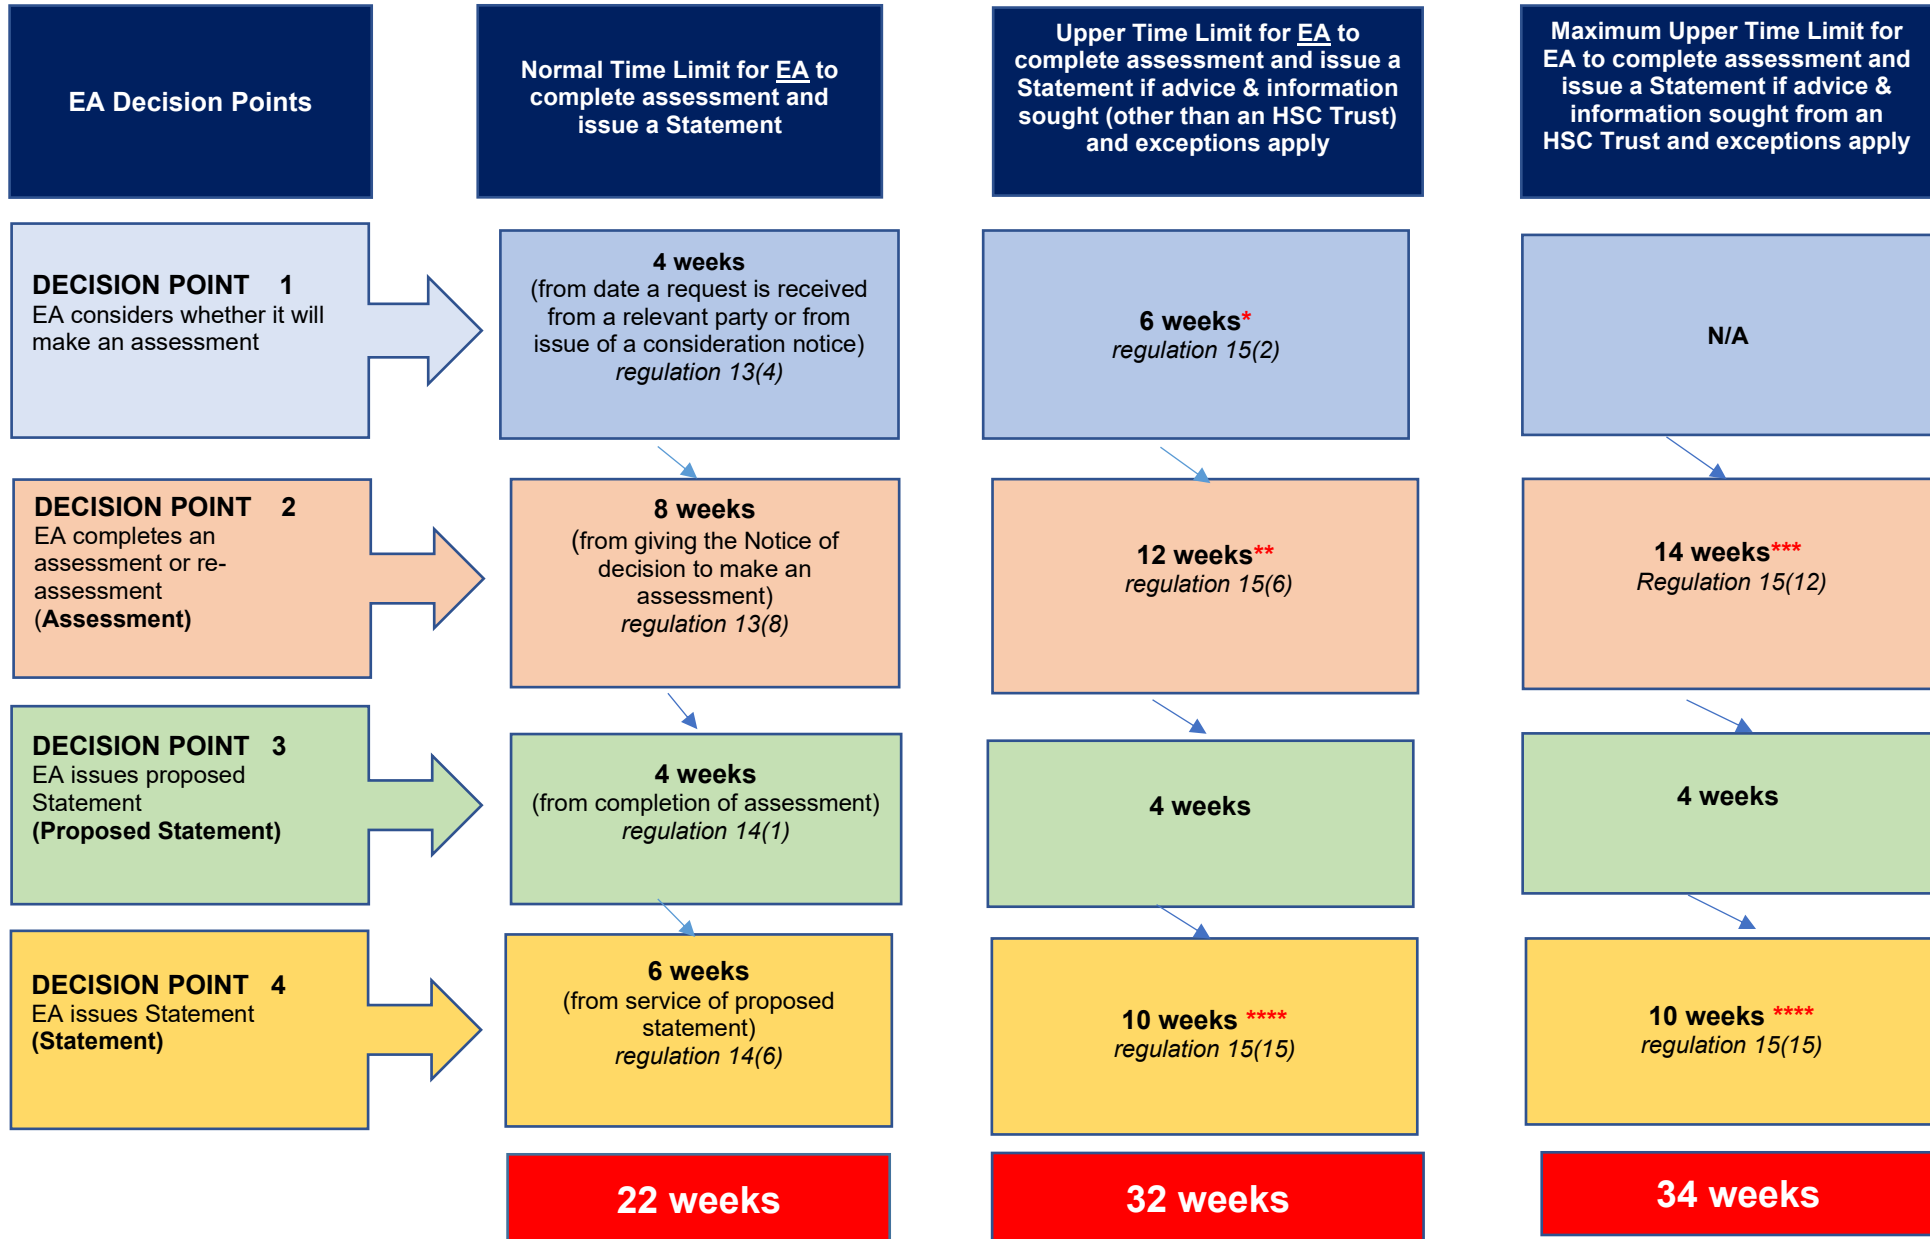 EA Decision Points
Normal Time Limit for EA to
complete assessment and
issue a Statement
Upper Time Limit for EA to
complete assessment and issue a
Statement if advice & information
sought (other than an HSC Trust)
and exceptions apply
Maximum Upper Time Limit for
EA to complete assessment and
issue a Statement if advice &
information sought from an
HSC Trust and exceptions apply
DECISION POINT 1
EA considers whether it will
make an assessment
4 weeks
(from date a request is received
from a relevant party or from
issue of a consideration notice)
regulation 13(4)
6 weeks*
regulation 15(2)
N/A
DECISION POINT 2
EA completes an
assessment or re-
assessment
(Assessment)
8 weeks
(from giving the Notice of
decision to make an
assessment)
regulation 13(8)
12 weeks**
regulation 15(6)
14 weeks***
Regulation 15(12)
DECISION POINT 3
EA issues proposed
Statement
(Proposed Statement)
4 weeks
(from completion of assessment)
regulation 14(1)
4 weeks
4 weeks
DECISION POINT 4
EA issues Statement
(Statement)
6 weeks
(from service of proposed
statement)
regulation 14(6)
10 weeks ****
regulation 15(15)
10 weeks ****
regulation 15(15)
22 weeks
32 weeks
34 weeks